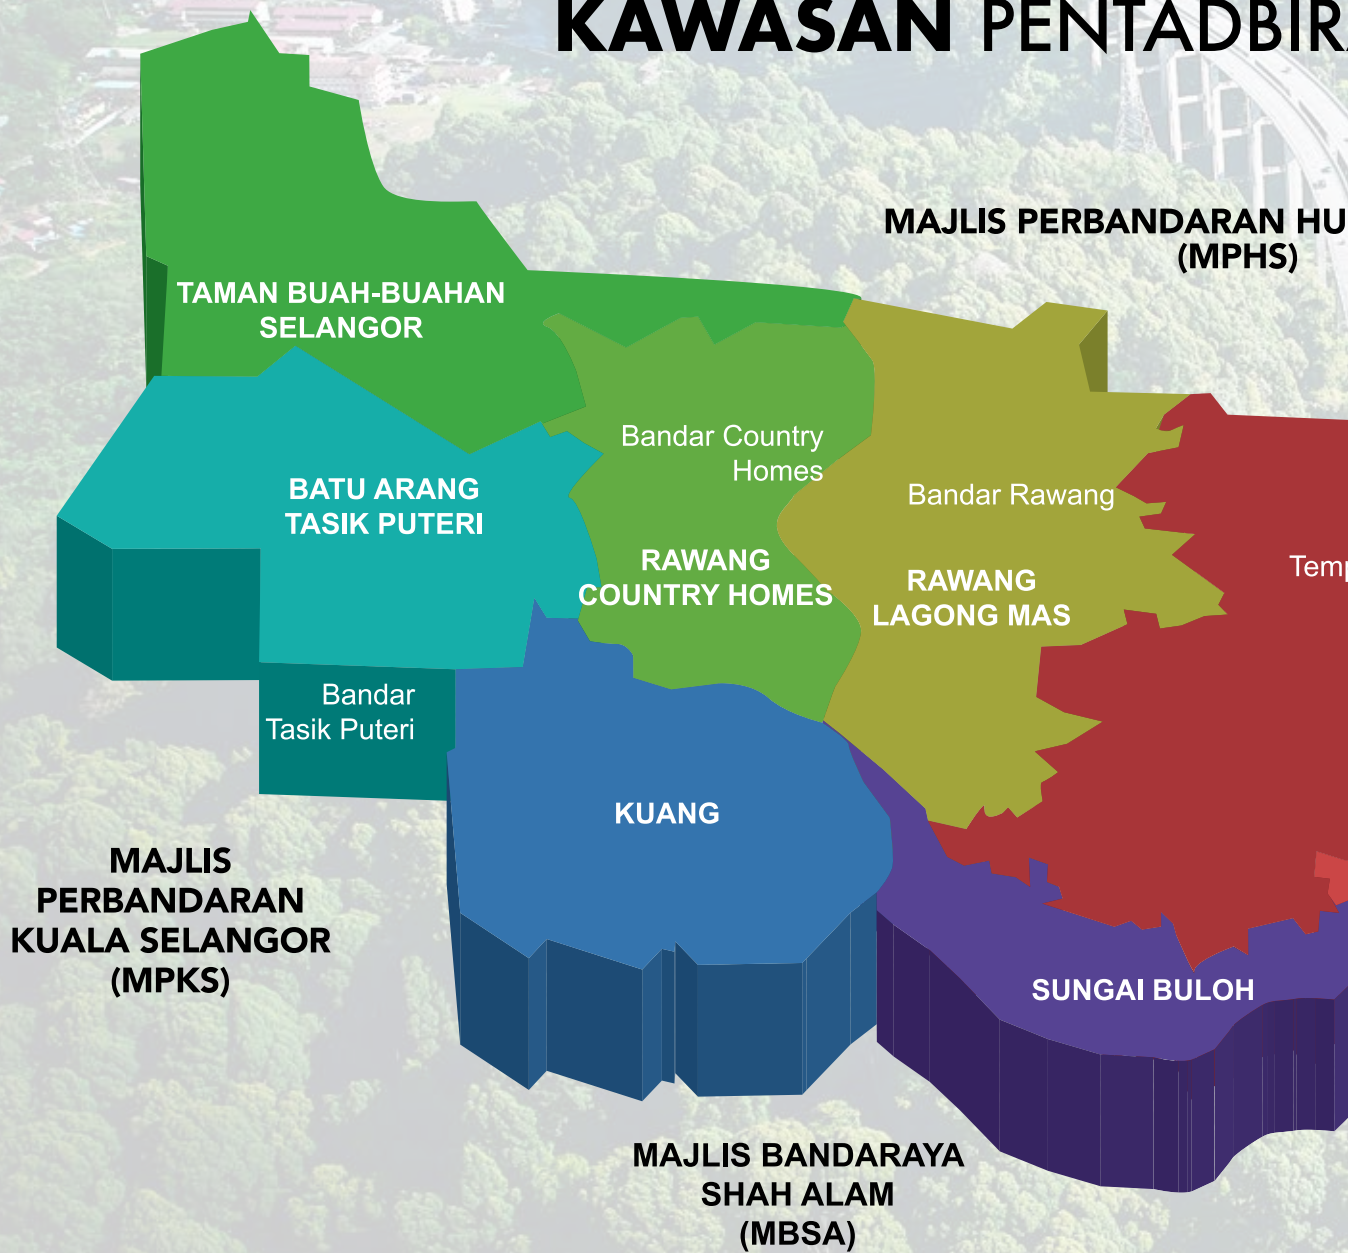 KAWASAN PENTADBIRA
MAJLIS PERBANDARAN HU
(MPHS)
TAMAN BUAH-BUAHAN
SELANGOR
Bandar Country
Homes
BATU ARANG
TASIK PUTERI
Bandar Rawang
RAWANG
COUNTRY HOMES
RAWANG
LAGONG MAS
Temp
Bandar
Tasik Puteri
KUANG
MAJLIS
PERBANDARAN
KUALA SELANGOR
(MPKS)
SUNGAI BULOH
MAJLIS BANDARAYA
SHAH ALAM
(MBSA)